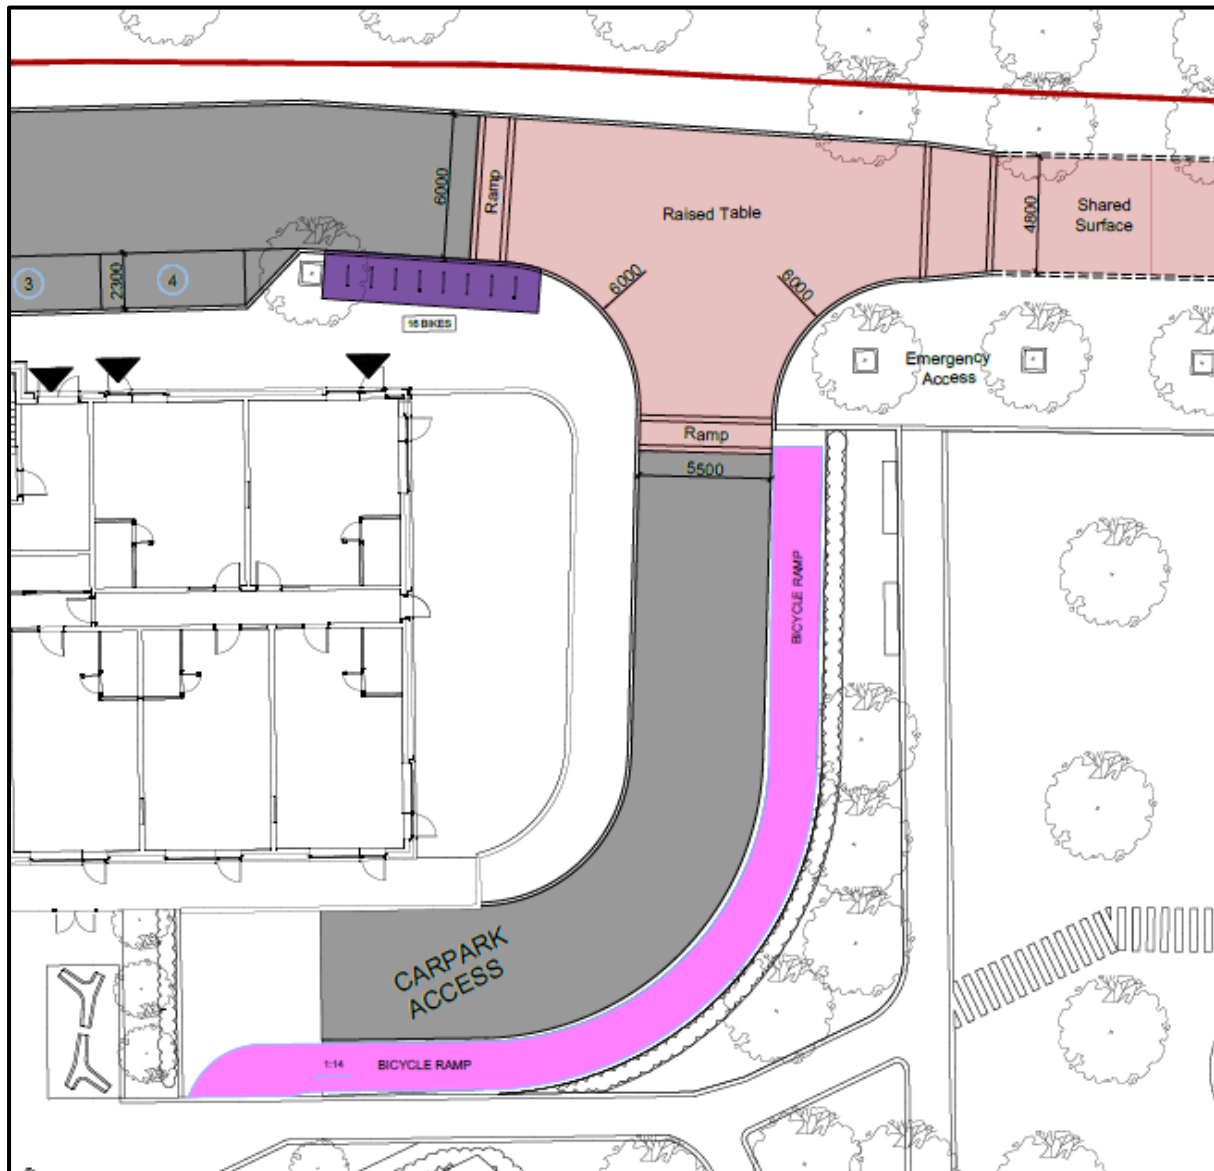 6000
Ramp
Raised Table
4800
Shared
Surface
3
2300
4
6000
6000
16 BIKES
Emergency
Access
Ramp
5500
BICYCLE RAMP
CARPARK
ACCESS
1:14
BICYCLE RAMP